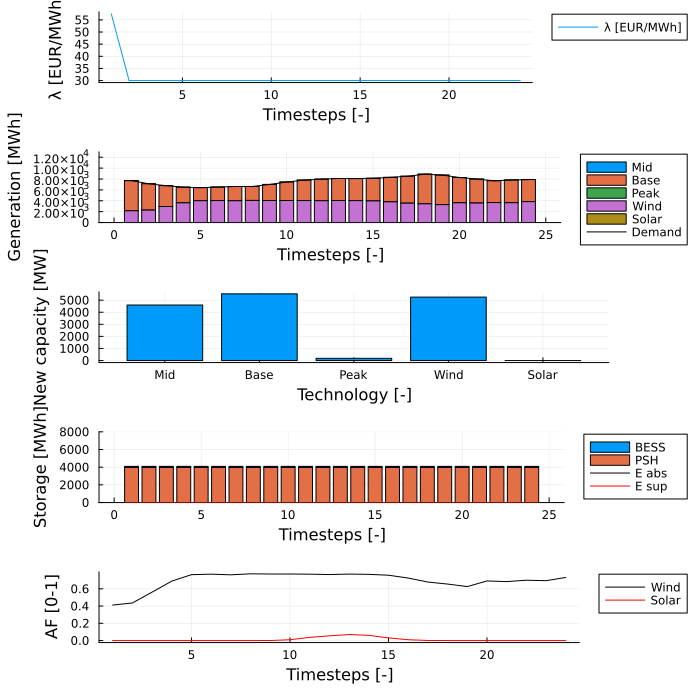 λ [EUR/MWh]
55
50
45
40
35
30
5
10
15
20
Timesteps [-]
λ [EUR/MWh]
Generation [MWh]
1.20×10⁴
1.00×10⁴
8.00×10³
6.00×10³
4.00×10³
2.00×10³
0
0
5
10
15
20
25
Timesteps [-]
Mid
Base
Peak
Wind
Solar
Demand
New capacity [MW]
5000
4000
3000
2000
1000
0
Mid
Base
Peak
Wind
Solar
Technology [-]
Storage [MWh]
8000
6000
4000
2000
0
0
5
10
15
20
25
Timesteps [-]
BESS
PSH
E abs
E sup
AF [0-1]
0.6
0.4
0.2
0.0
5
10
15
20
Timesteps [-]
Wind
Solar